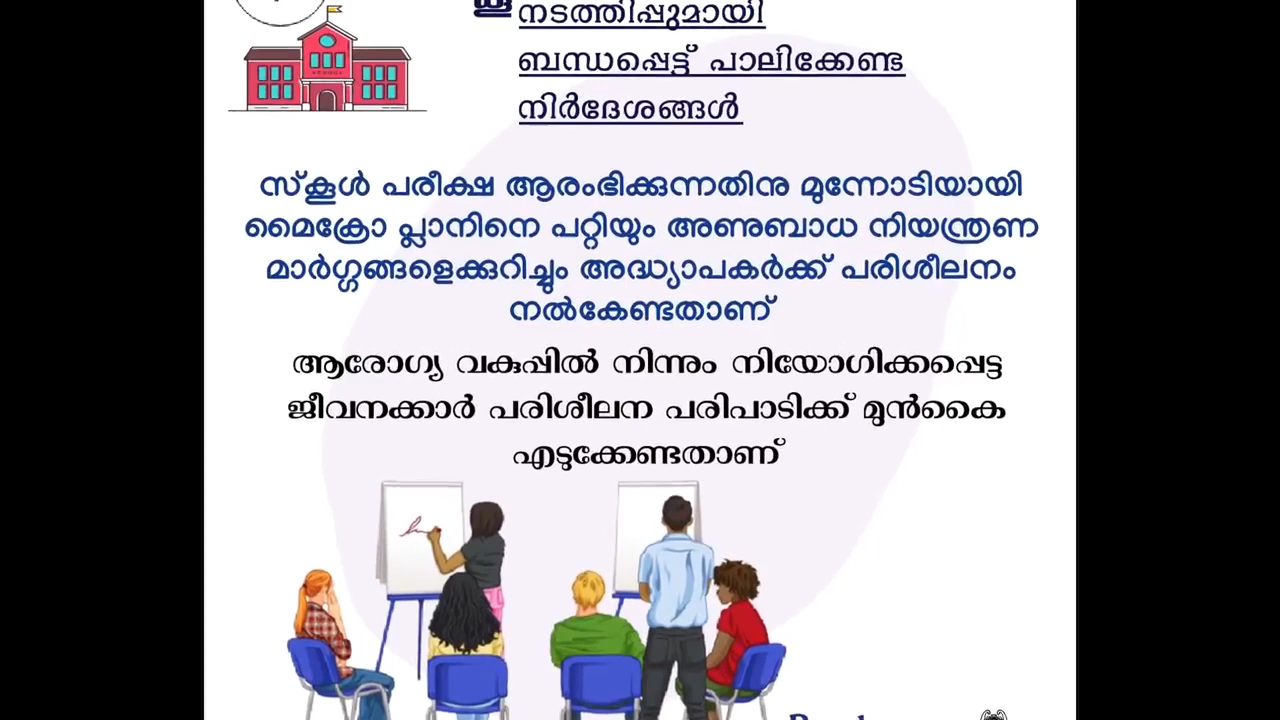 നടത്തിപ്പുമായി
ബന്ധപ്പെട്ട് പാലിക്കേണ്ട
നിർദേശങ്ങൾ
സ്കൂൾ പരീക്ഷ ആരംഭിക്കുന്നതിനു മുന്നോടിയായി
മൈക്രോ പ്ലാനിനെ പറ്റിയും അണുബാധ നിയന്ത്രണ
മാർഗ്ഗങ്ങളെക്കുറിച്ചും അദ്ധ്യാപകർക്ക് പരിശീലനം
നൽകേണ്ടതാണ്
ആരോഗ്യ വകുപ്പിൽ നിന്നും നിയോഗിക്കപ്പെട്ട
ജീവനക്കാർ പരിശീലന പരിപാടിക്ക് മുൻകൈ
എടുക്കേണ്ടതാണ്